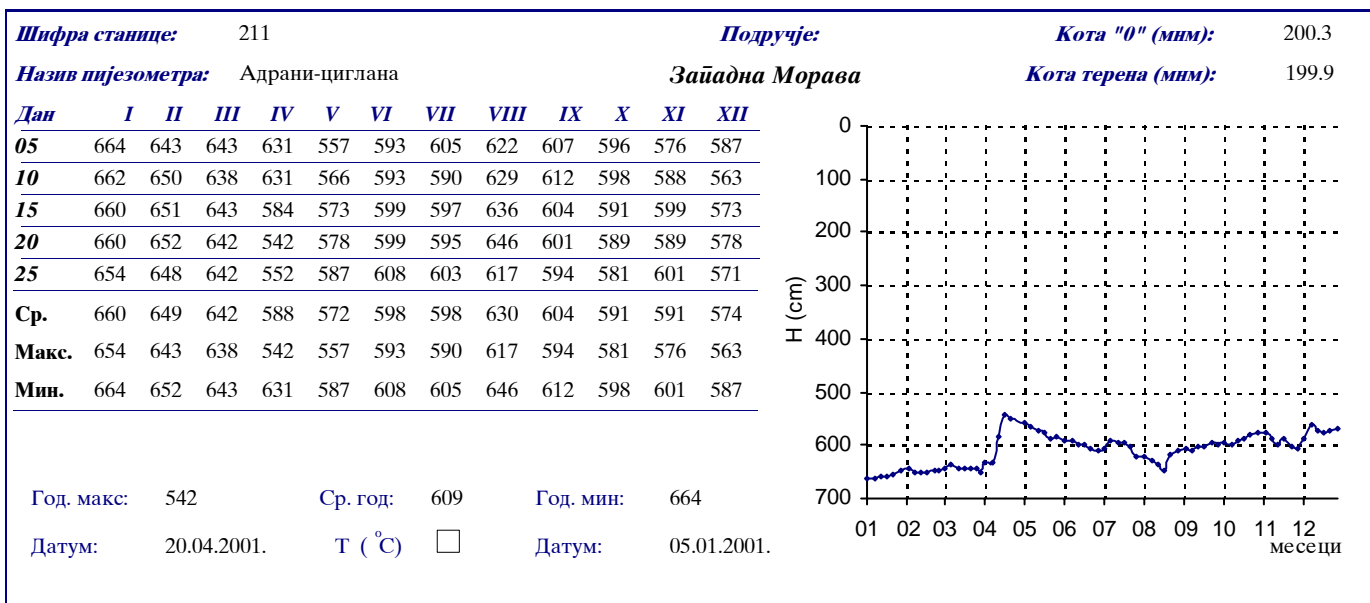 Шифра станице: 211 Подручје: Кота "0" (мнм): 200.3
Назив пијезометра: Адрани-циглана Западна Морава Кота терена (мнм): 199.9
Дан I II III IV V VI VII VIII IX X XI XII
05 664 643 643 631 557 593 605 622 607 596 576 587
10 662 650 638 631 566 593 590 629 612 598 588 563
15 660 651 643 584 573 599 597 636 604 591 599 573
20 660 652 642 542 578 599 595 646 601 589 589 578
25 654 648 642 552 587 608 603 617 594 581 601 571
Ср. 660 649 642 588 572 598 598 630 604 591 591 574
Макс. 654 643 638 542 557 593 590 617 594 581 576 563
Мин. 664 652 643 631 587 608 605 646 612 598 601 587
Год. макс: 542 Ср. год: 609 Год. мин: 664
Датум: 20.04.2001. Т ( °C) Датум: 05.01.2001.
H (cm)
0
100
200
300
400
500
600
700
01 02 03 04 05 06 07 08 09 10 11 12
месеци